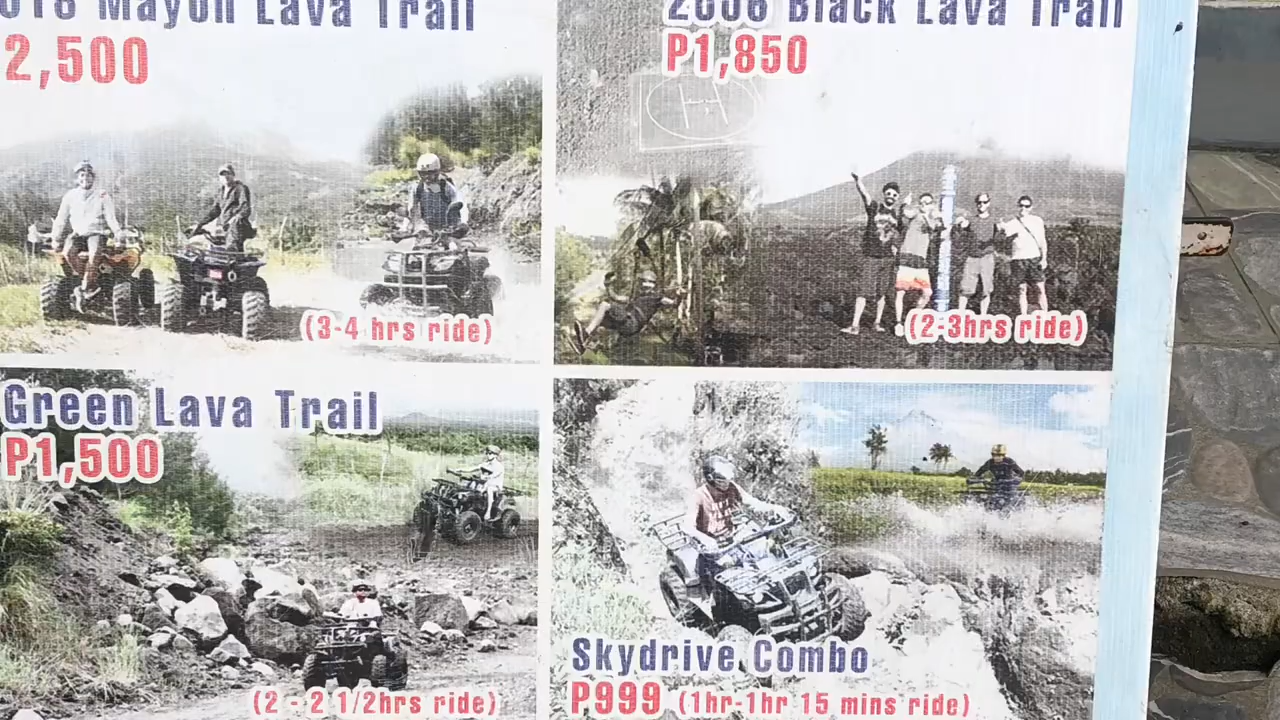 018 Mayon Lava Trail
2,500
(3-4 hrs ride)
2006 Black Lava Trail
P1,850
H
(2-3hrs ride)
Green Lava Trail
P1,500
(2 - 2 1/2hrs ride)
Skydrive Combo
P999 (1hr-1hr 15 mins ride)